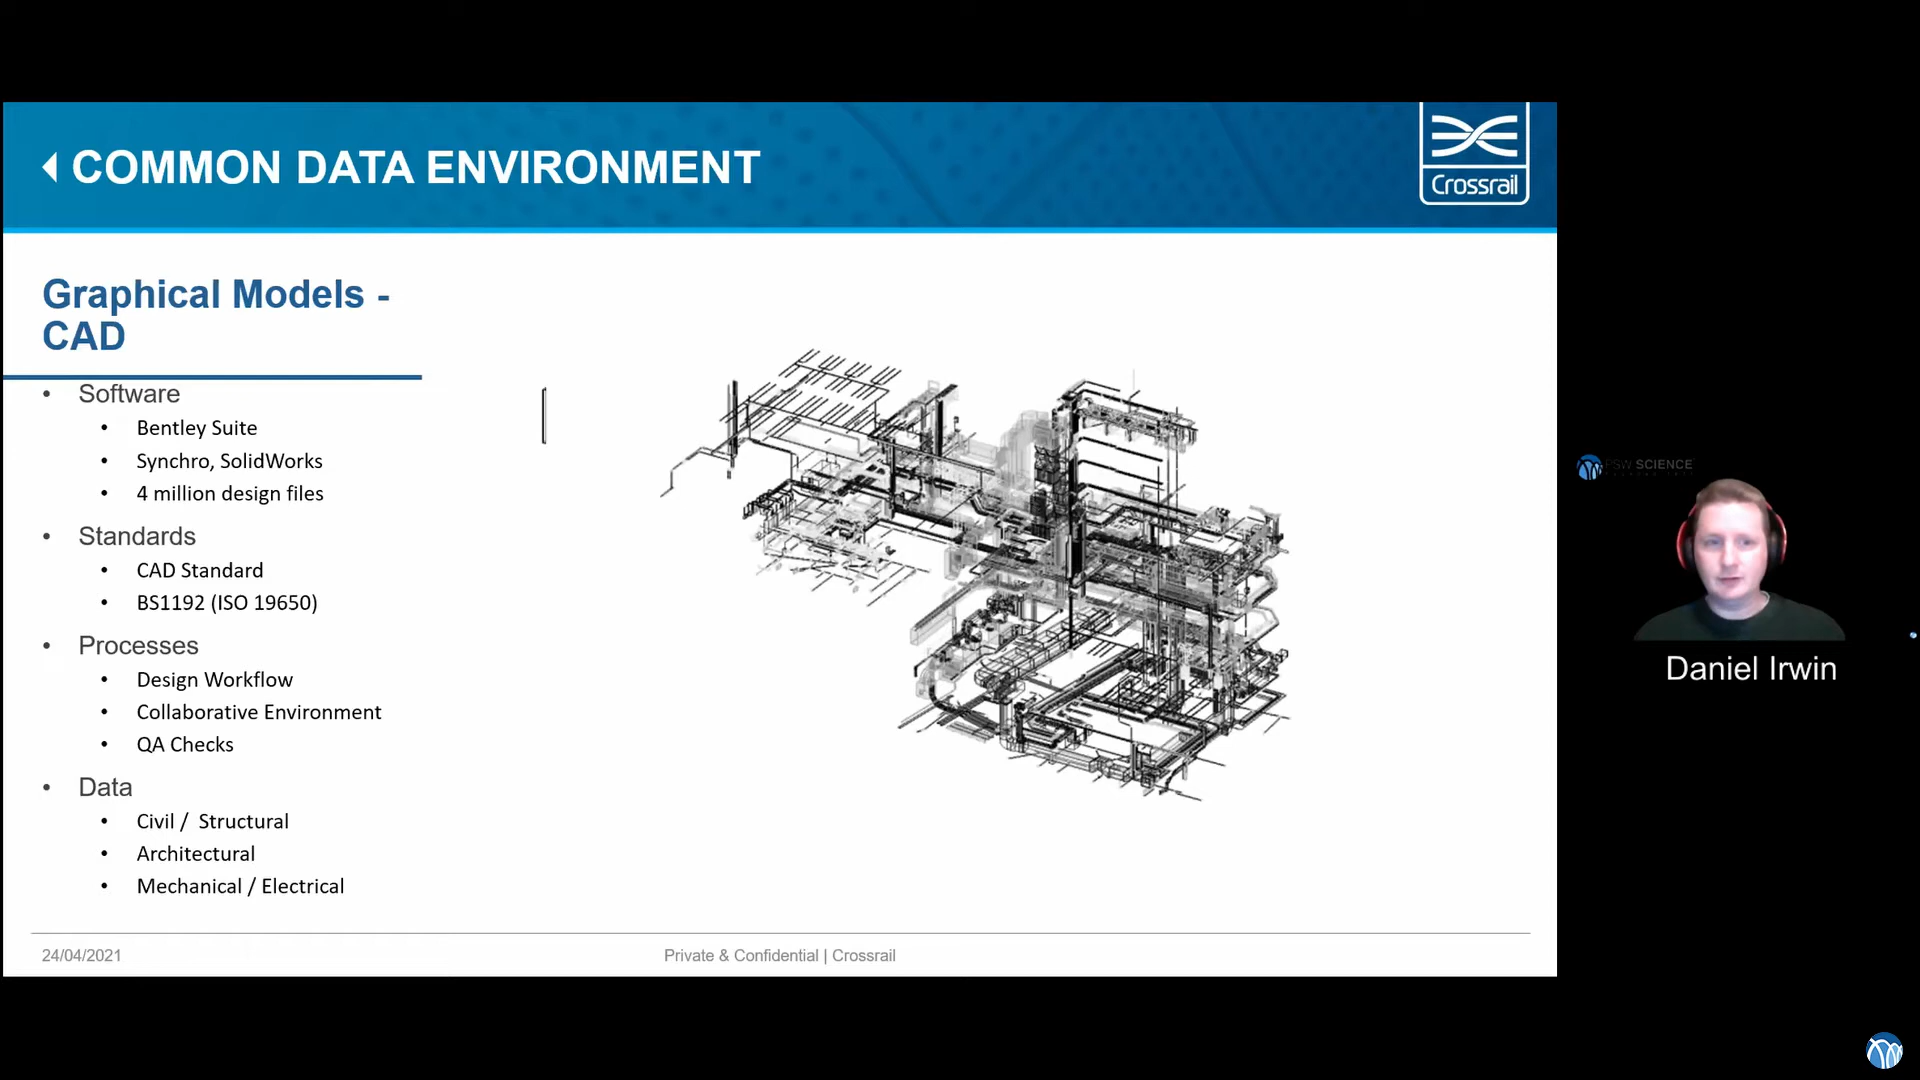 COMMON DATA ENVIRONMENT
Crossrail
Graphical Models -
CAD
• Software
• Bentley Suite
• Synchro, SolidWorks
• 4 million design files
• Standards
• CAD Standard
• BS1192 (ISO 19650)
• Processes
• Design Workflow
• Collaborative Environment
• QA Checks
• Data
• Civil / Structural
• Architectural
• Mechanical / Electrical
24/04/2021
Private & Confidential | Crossrail
PSW SCIENCE
Daniel Irwin